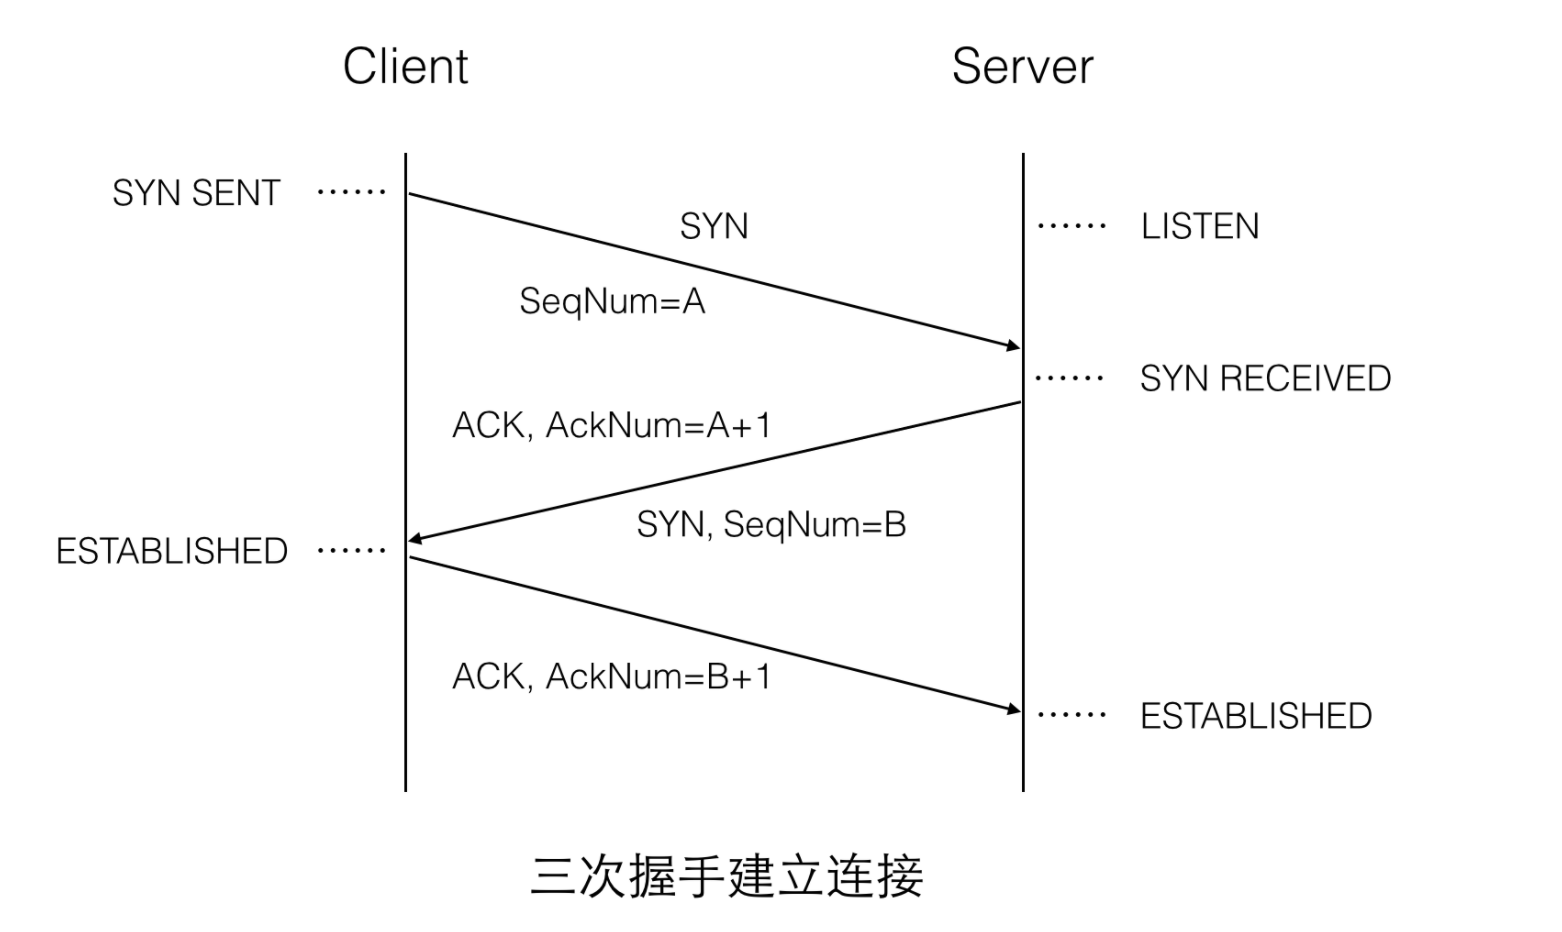 Client
Server
SYN SENT ······
SYN
······ LISTEN
SeqNum=A
······ SYN RECEIVED
ACK, AckNum=A+1
SYN, SeqNum=B
ESTABLISHED ······
ACK, AckNum=B+1
······ ESTABLISHED
三次握手建立连接